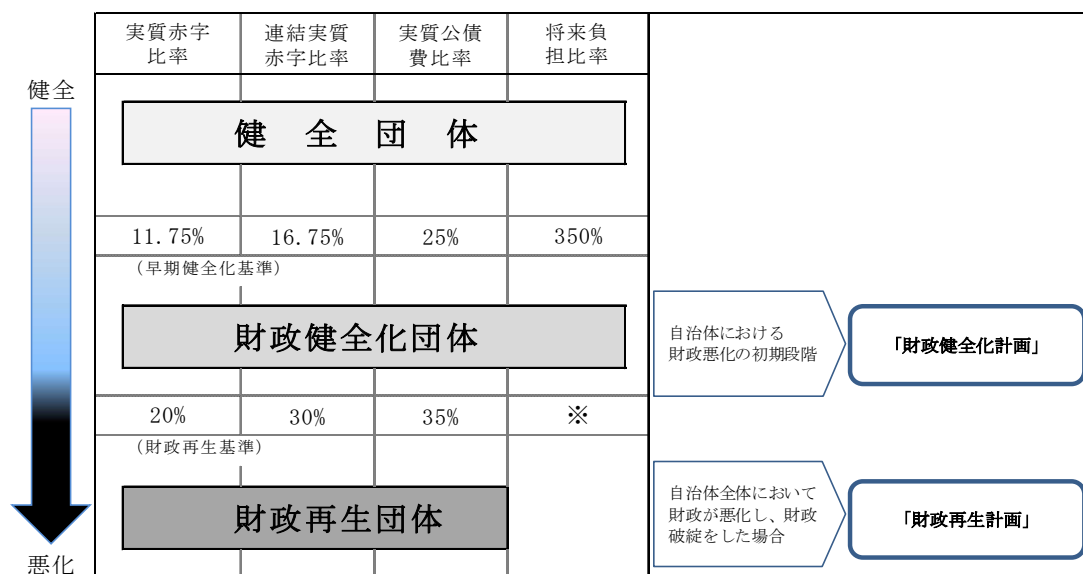 実質赤字
比率
連結実質
赤字比率
実質公債
費比率
将来負
担比率
健全
健 全 団 体
11.75% 16.75% 25% 350%
(早期健全化基準)
財政健全化団体
自治体における
財政悪化の初期段階
「財政健全化計画」
20% 30% 35% ※
(財政再生基準)
財政再生団体
自治体全体において
財政が悪化し、財政
破綻をした場合
「財政再生計画」
悪化